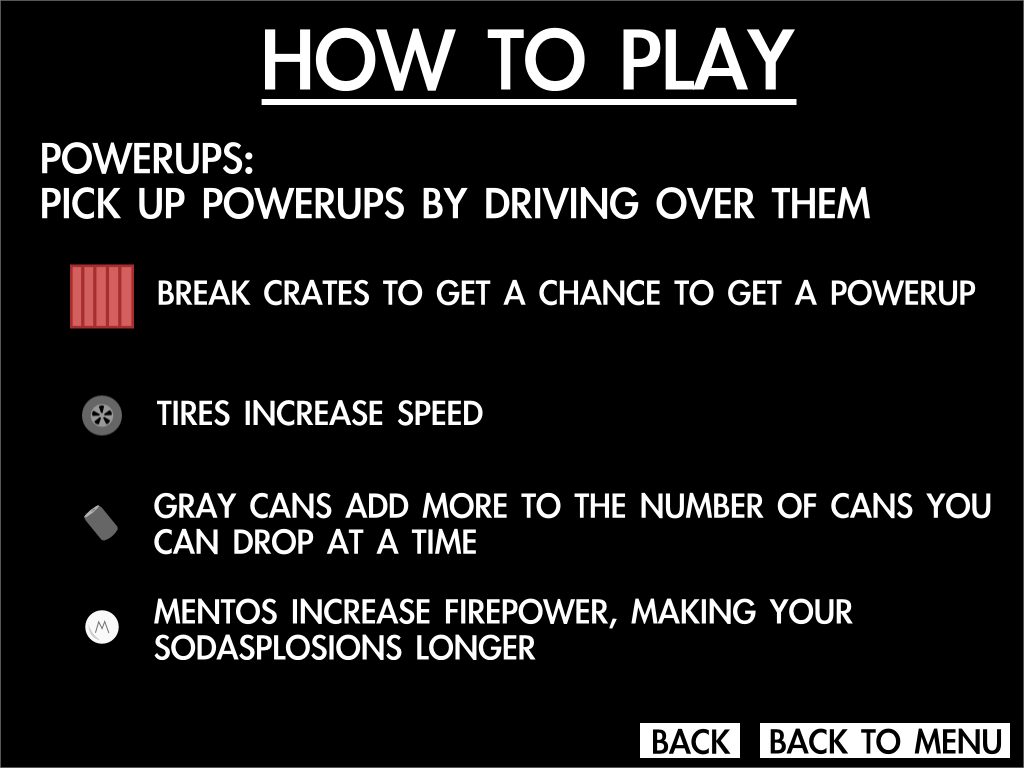 HOW TO PLAY
POWERUPS:
PICK UP POWERUPS BY DRIVING OVER THEM
BREAK CRATES TO GET A CHANCE TO GET A POWERUP
TIRES INCREASE SPEED
GRAY CANS ADD MORE TO THE NUMBER OF CANS YOU
CAN DROP AT A TIME
M
MENTOS INCREASE FIREPOWER, MAKING YOUR
SODASPLOSIONS LONGER
BACK
BACK TO MENU